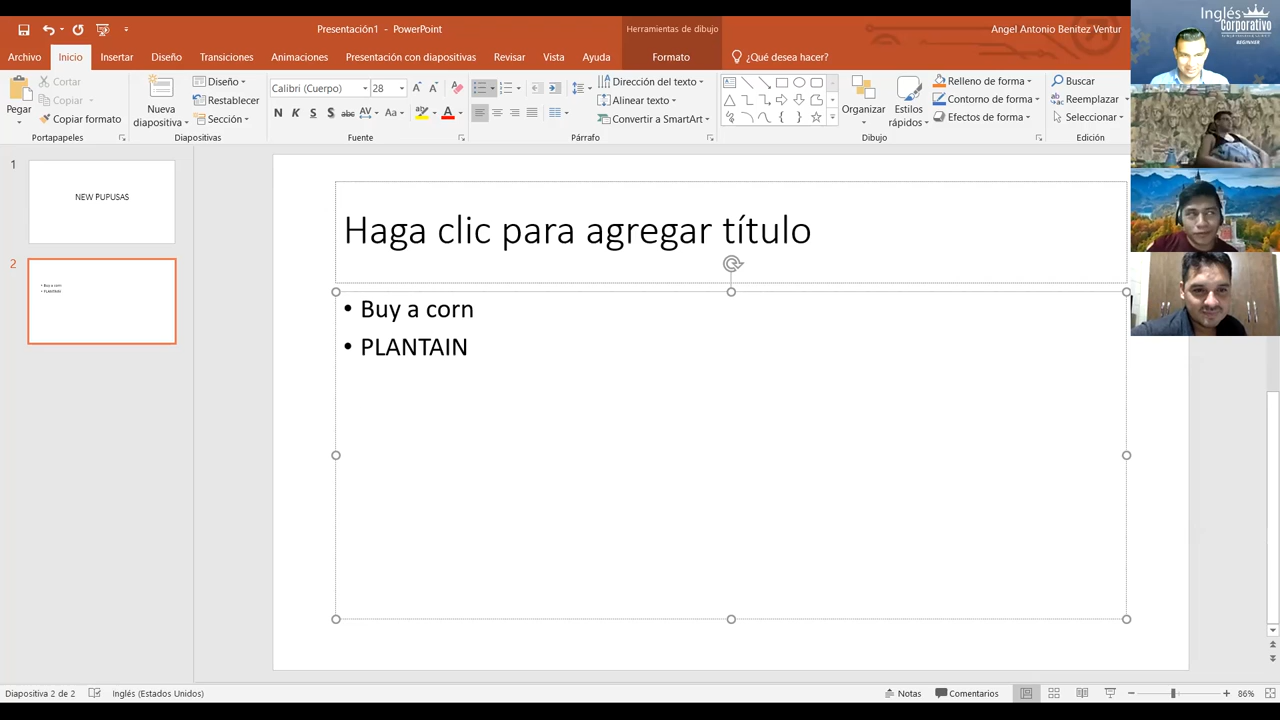 Presentación1 - PowerPoint
Herramientas de dibujo
Angel Antonio Benitez Ventur
Archivo
Inicio
Insertar
Diseño
Transiciones
Animaciones
Presentación con diapositivas
Revisar
Vista
Ayuda
Formato
¿Qué desea hacer?
Pegar
Cortar
Copiar
Copiar formato
Portapapeles
Nueva diapositiva
Diseño
Restablecer
Sección
Diapositivas
Calibri (Cuerpo)
28
N K S S abc AV Aa A
Fuente
Dirección del texto
Alinear texto
Convertir a SmartArt
Párrafo
Organizar
Estilos rápidos
Relleno de forma
Contorno de forma
Efectos de forma
Dibujo
Buscar
Reemplazar
Seleccionar
Edición
Inglés
Corporativo
BEGINNER
1
NEW PUPUSAS
2
• Buy a corn
• PLANTAIN
Haga clic para agregar título
• Buy a corn
• PLANTAIN
Diapositiva 2 de 2
Inglés (Estados Unidos)
Notas
Comentarios
86%